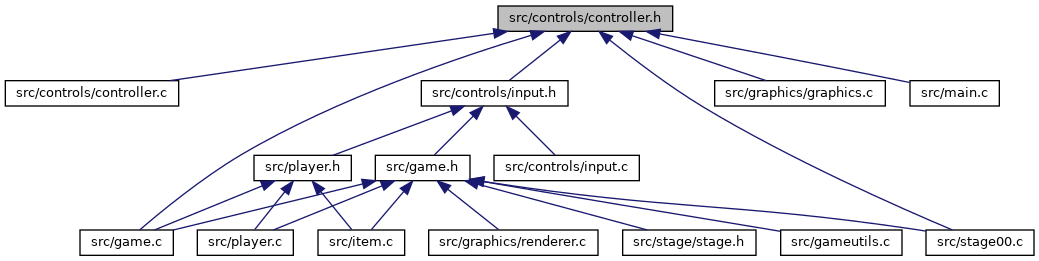 src/controls/controller.h
src/controls/controller.c
src/controls/input.h
src/graphics/graphics.c
src/main.c
src/player.h
src/game.h
src/controls/input.c
src/game.c
src/player.c
src/item.c
src/graphics/renderer.c
src/stage/stage.h
src/gameutils.c
src/stage00.c